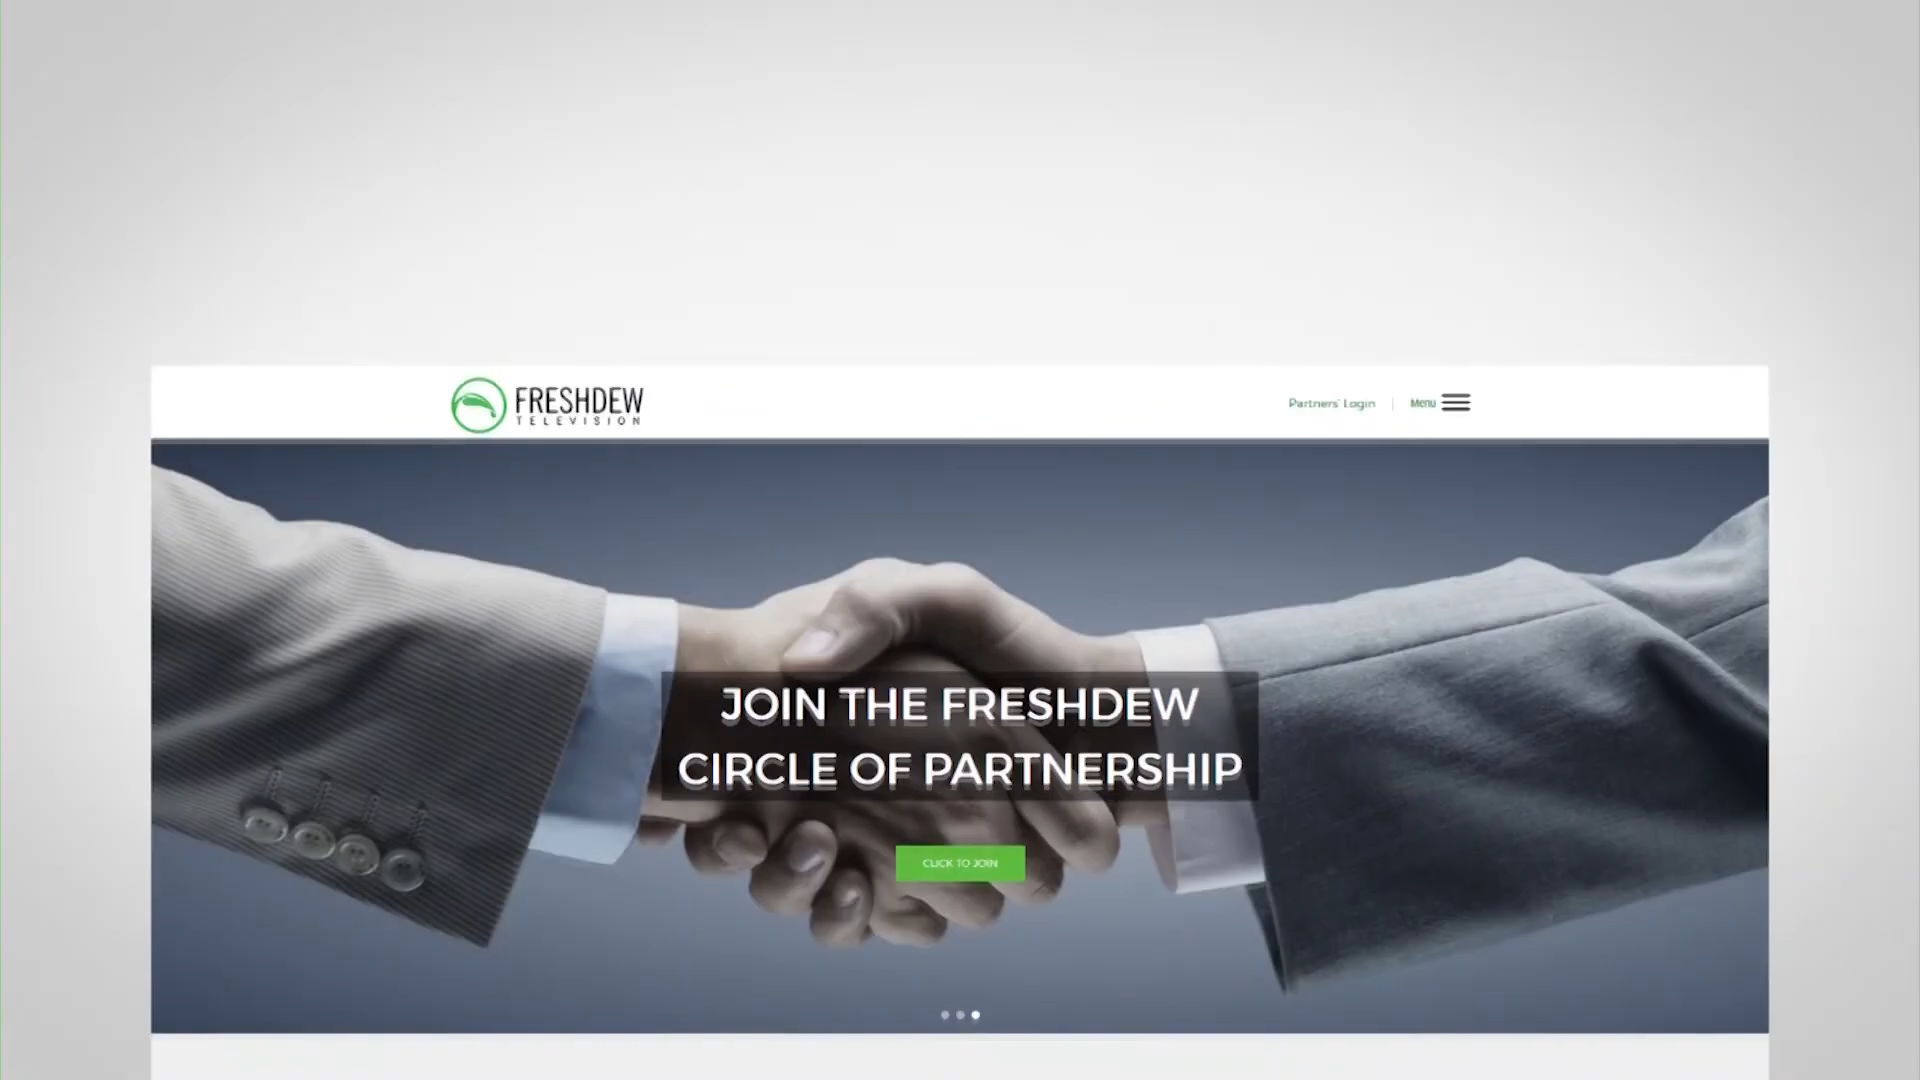 FRESHDEW
TELEVISION
Partners' Login
Menu
JOIN THE FRESHDEW
CIRCLE OF PARTNERSHIP
CLICK TO JOIN